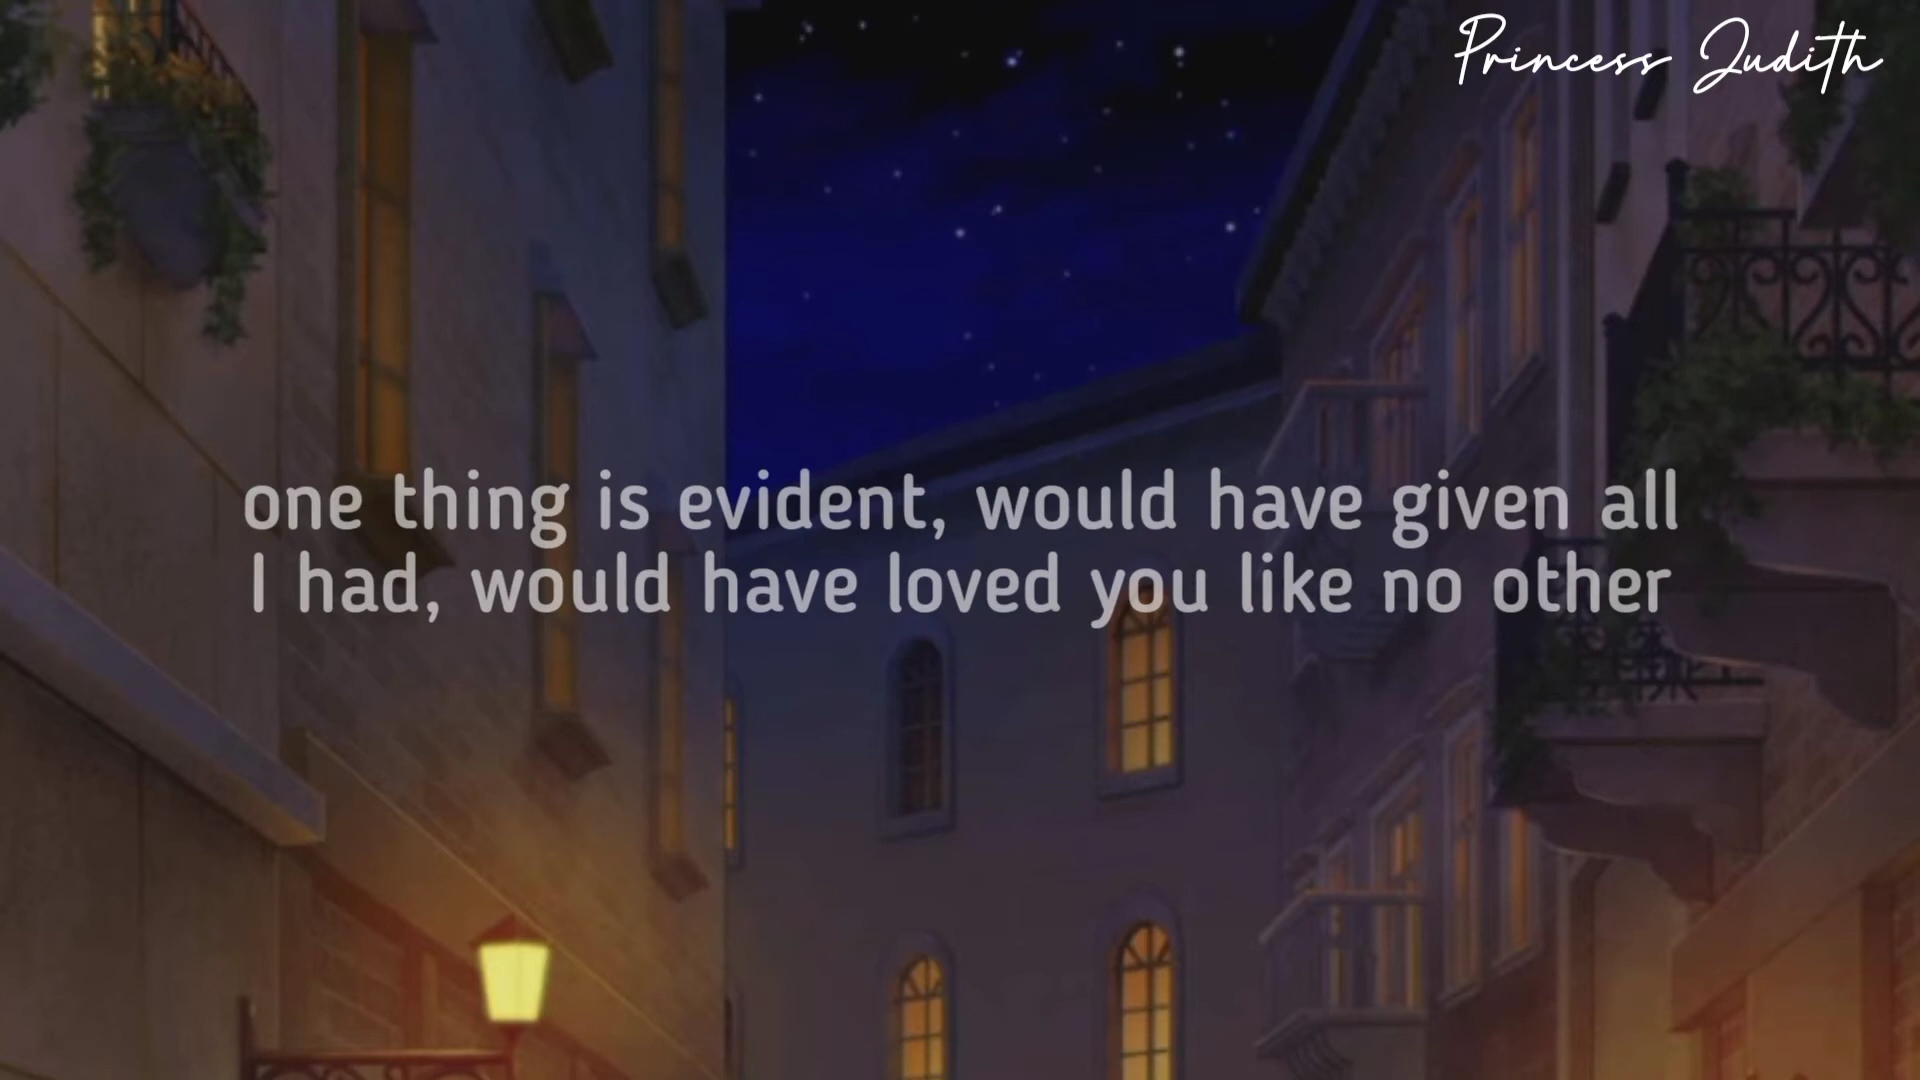 Princess Judith
one thing is evident, would have given all
I had, would have loved you like no other